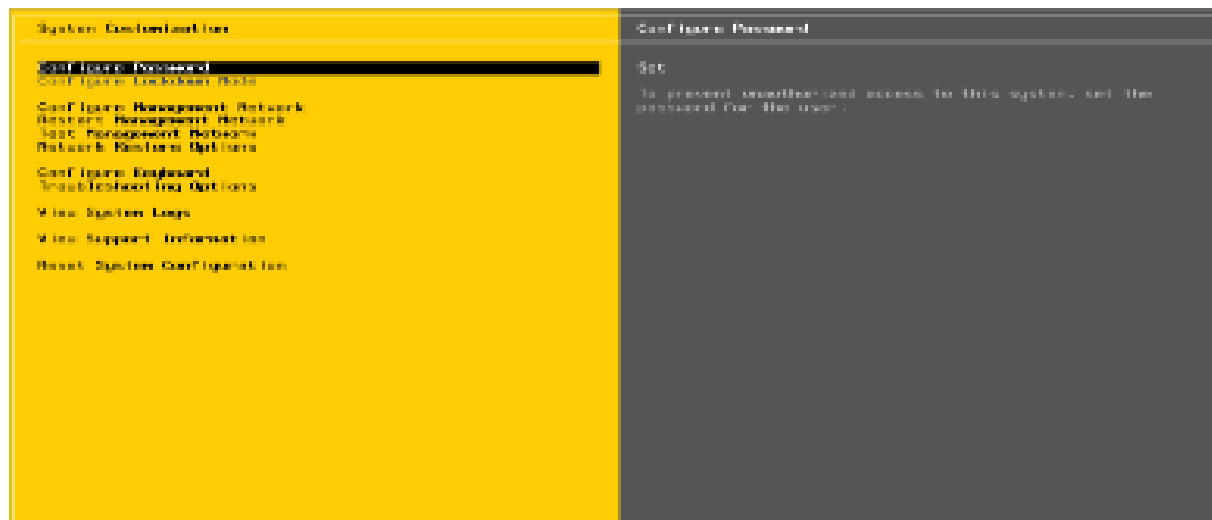 System Customization
Configure Password
Configure Lockdown Mode
Configure Management Network
Restart Management Network
Test Management Network
Network Restore Options
Configure Keyboard
Troubleshooting Options
View System Logs
View Support Information
Reset System Configuration
Configure Password
Set
To prevent unauthorized access to this system, set the
password for the user.